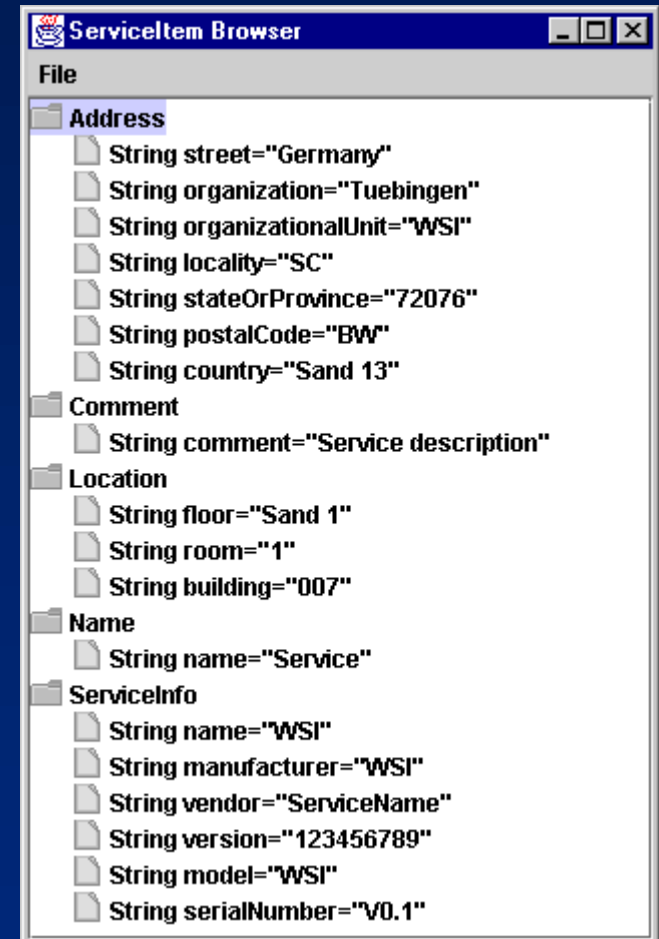 ServiceItem Browser
File
Address
String street="Germany"
String organization="Tuebingen"
String organizationalUnit="WSI"
String locality="SC"
String stateOrProvince="72076"
String postalCode="BW"
String country="Sand 13"
Comment
String comment="Service description"
Location
String floor="Sand 1"
String room="1"
String building="007"
Name
String name="Service"
ServiceInfo
String name="WSI"
String manufacturer="WSI"
String vendor="ServiceName"
String version="123456789"
String model="WSI"
String serialNumber="V0.1"